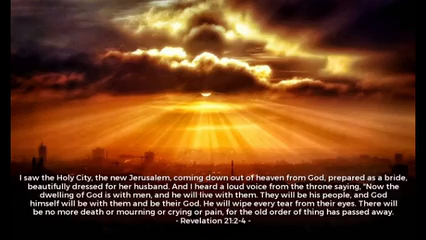 I saw the Holy City, the new Jerusalem, coming down out of heaven from God, prepared as a bride,
beautifully dressed for her husband. And I heard a loud voice from the throne saying, "Now the
dwelling of God is with men, and he will live with them. They will be his people, and God
himself will be with them and be their God. He will wipe every tear from their eyes. There will
be no more death or mourning or crying or pain, for the old order of thing has passed away.
- Revelation 21:2-4 -